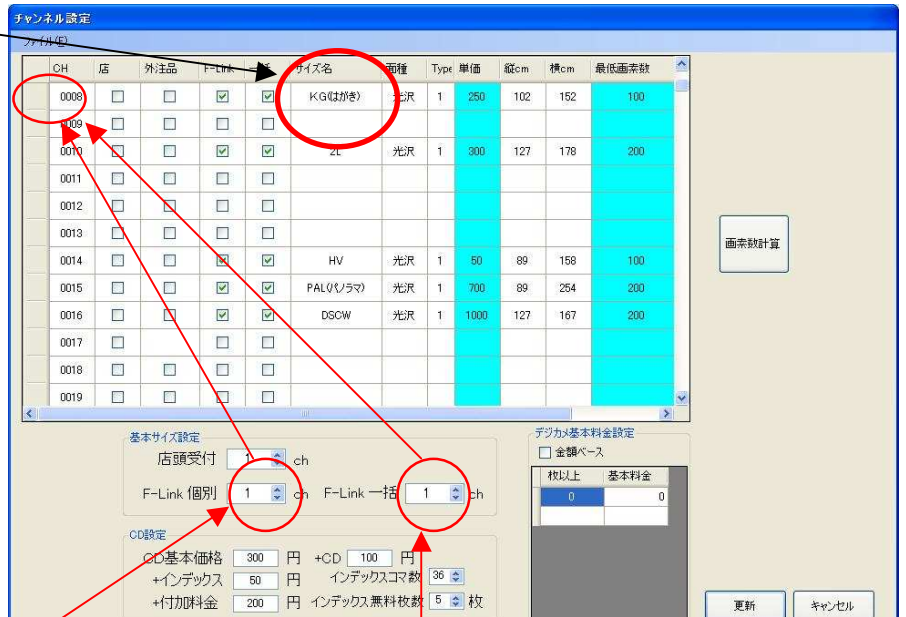 チャンネル設定
ファイル(F)
CH 店 外注品 F-Link 一括 サイズ名 面種 Type 単価 縦cm 横cm 最低画素数
0008 KG(はがき) 光沢 1 250 102 152 100
0009
0010 2L 光沢 1 300 127 178 200
0011
0012
0013
画素数計算
0014 HV 光沢 1 50 89 158 100
0015 PAL(パノラマ) 光沢 1 700 89 254 200
0016 DSCW 光沢 1 1000 127 167 200
0017
0018
0019
基本サイズ設定
店頭受付 1 ch
F-Link 個別 1 ch F-Link 一括 1 ch
デジカメ基本料金設定
金額ベース
枚以上 基本料金
0 0
CD設定
CD基本価格 300 円 +CD 100 円
+インデックス 50 円 インデックスコマ数 36
+付加料金 200 円 インデックス無料枚数 5 枚
更新 キャンセル